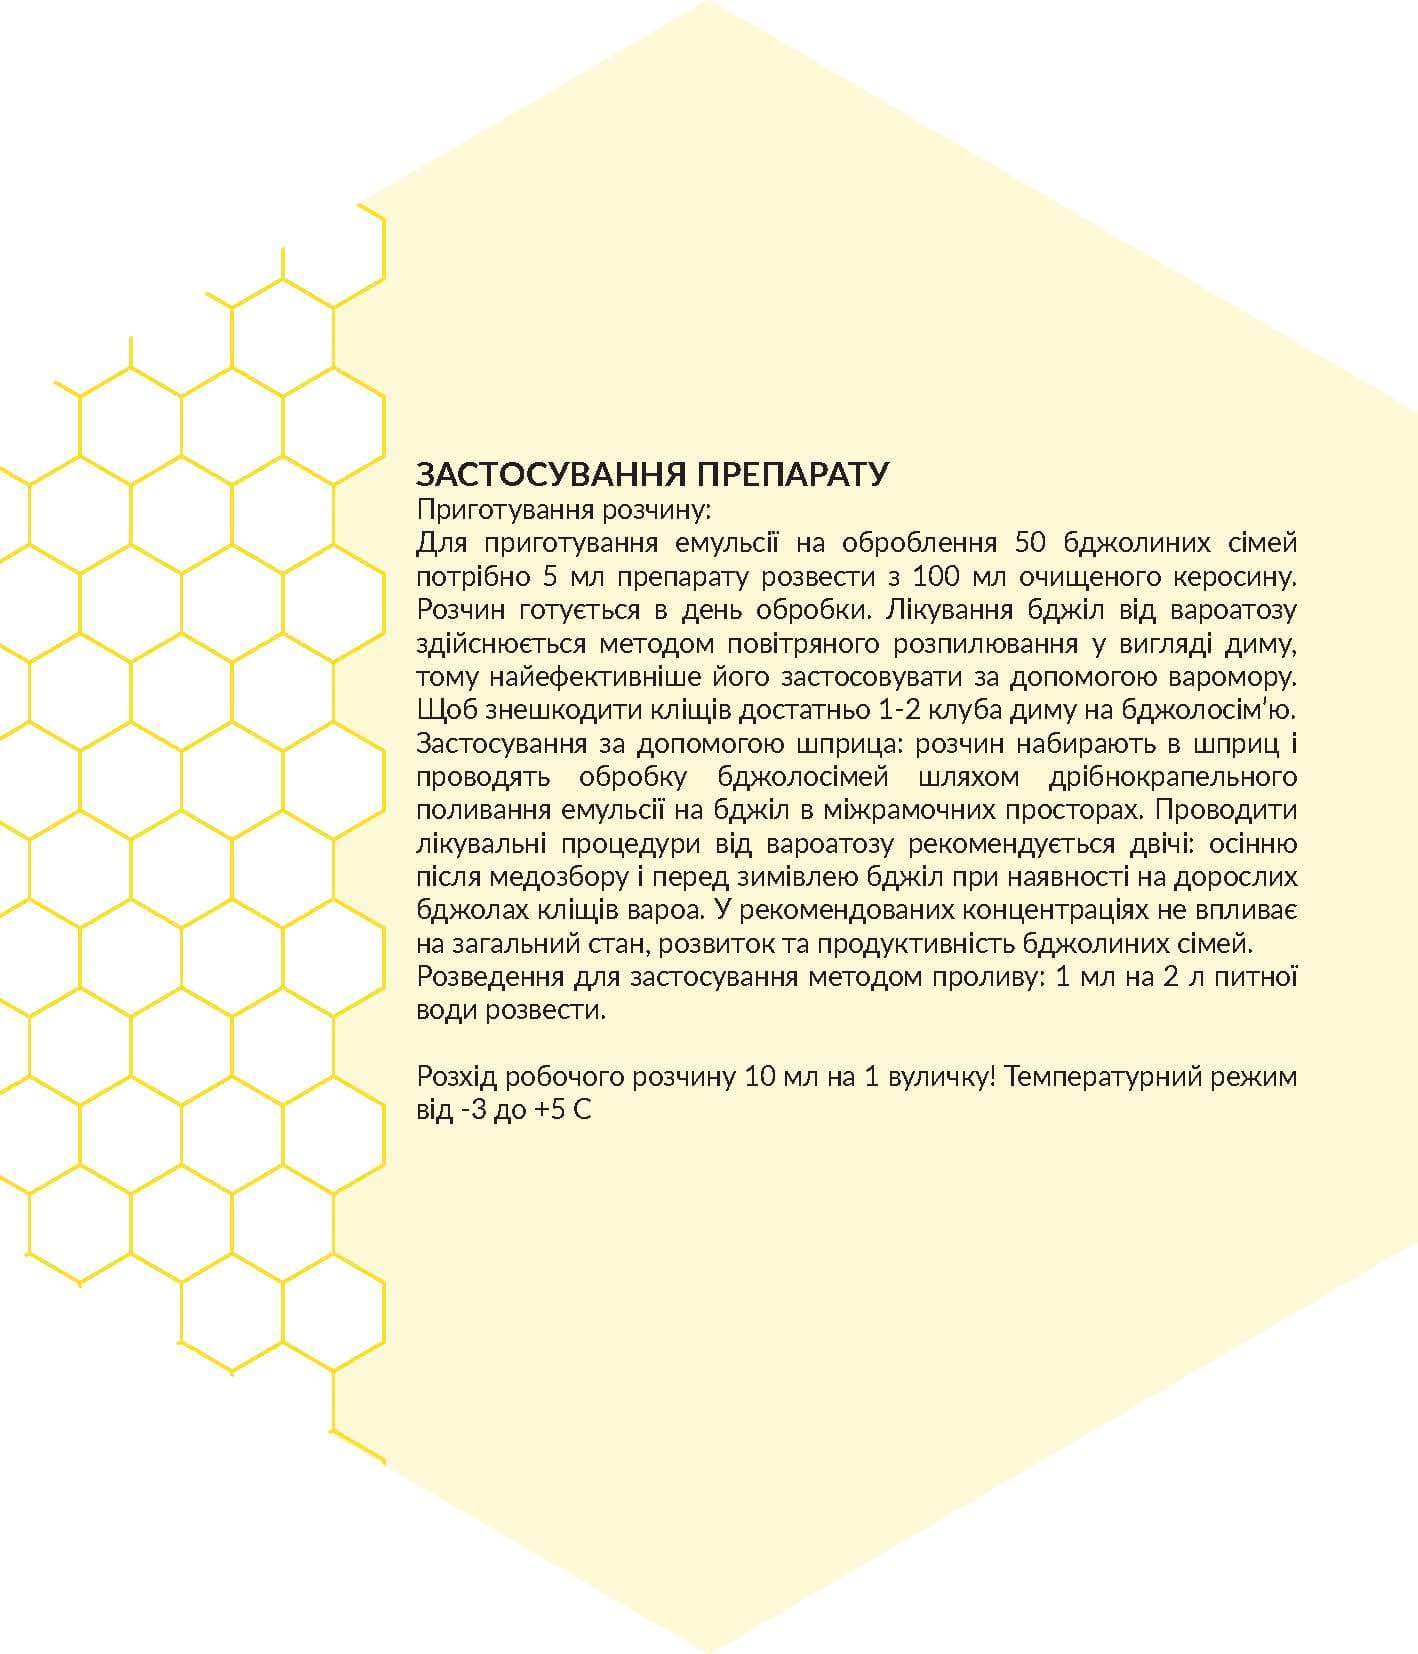 ЗАСТОСУВАННЯ ПРЕПАРАТУ
Приготування розчину:
Для приготування емульсії на оброблення 50 бджолиних сімей
потрібно 5 мл препарату розвести з 100 мл очищеного керосину.
Розчин готується в день обробки. Лікування бджіл від вароатозу
здійснюється методом повітряного розпилювання у вигляді диму,
тому найефективніше його застосовувати за допомогою варомору.
Щоб знешкодити кліщів достатньо 1-2 клуба диму на бджолосім’ю.
Застосування за допомогою шприца: розчин набирають в шприц і
проводять обробку бджолосімей шляхом дрібнокрапельного
поливання емульсії на бджіл в міжрамочних просторах. Проводити
лікувальні процедури від вароатозу рекомендується двічі: осінню
після медозбору і перед зимівлею бджіл при наявності на дорослих
бджолах кліщів вароа. У рекомендованих концентраціях не впливає
на загальний стан, розвиток та продуктивність бджолиних сімей.
Розведення для застосування методом проливу: 1 мл на 2 л питної
води розвести.
Розхід робочого розчину 10 мл на 1 вуличку! Температурний режим
від -3 до +5 С